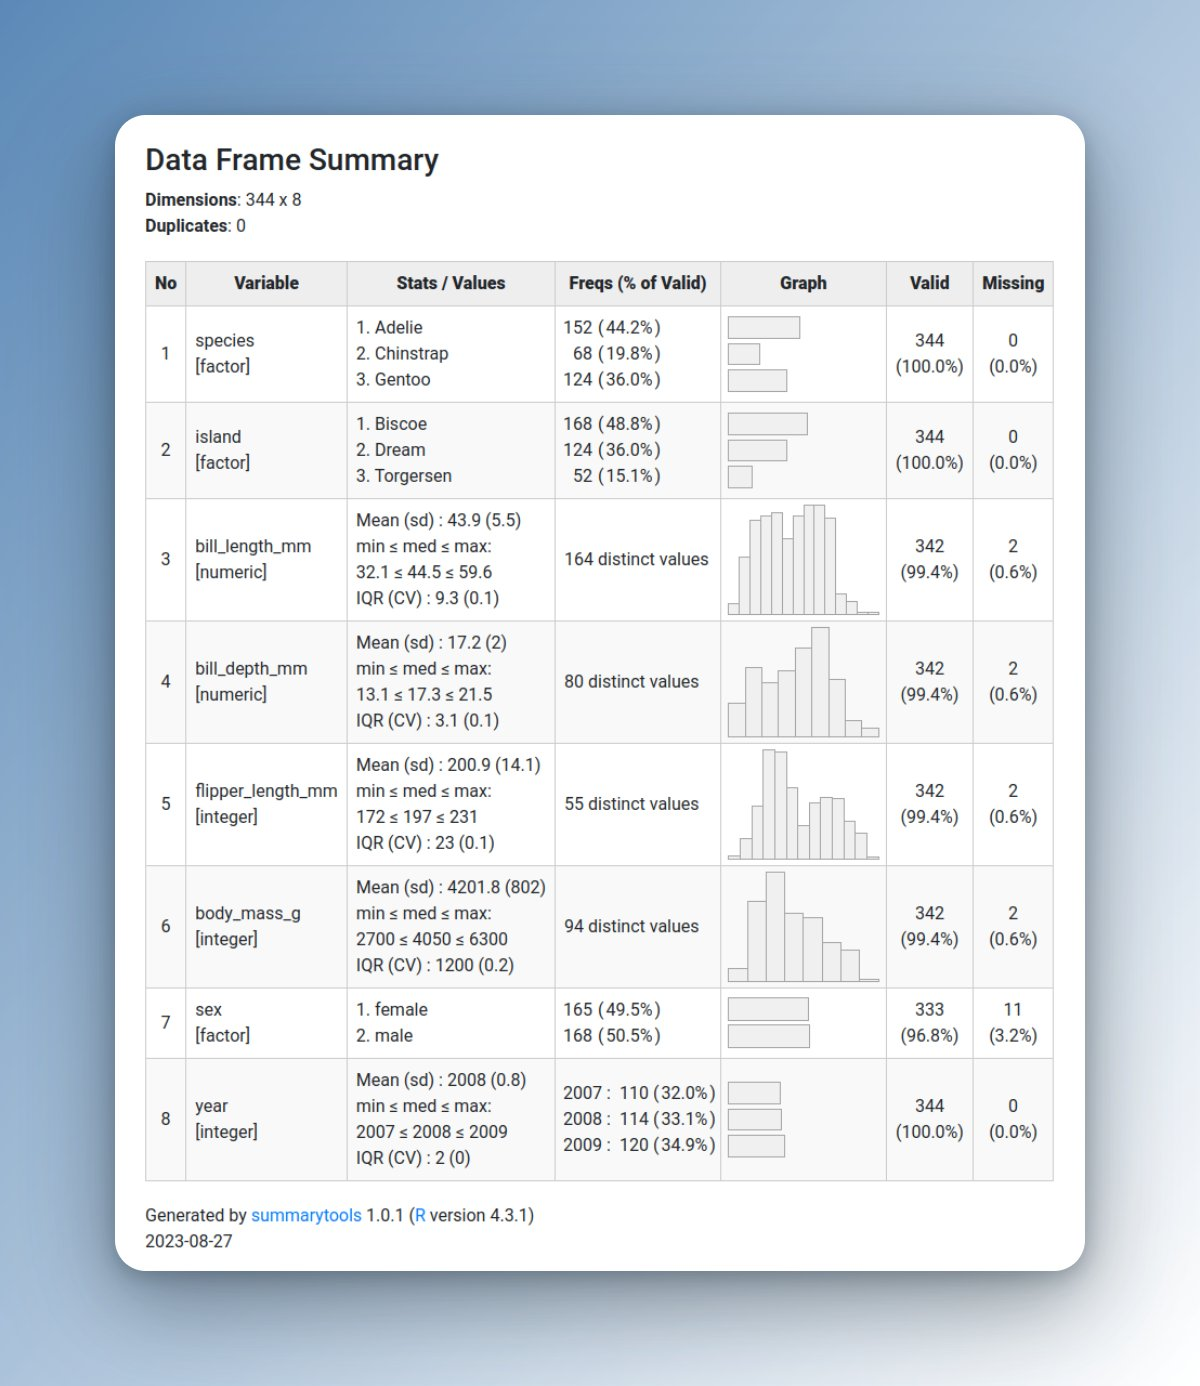 Data Frame Summary
Dimensions: 344 x 8
Duplicates: 0
No Variable Stats / Values Freqs (% of Valid) Graph Valid Missing
1
species
[factor]
1. Adelie
2. Chinstrap
3. Gentoo
152 (44.2%)
68 (19.8%)
124 (36.0%)
344
(100.0%)
0
(0.0%)
2
island
[factor]
1. Biscoe
2. Dream
3. Torgersen
168 (48.8%)
124 (36.0%)
52 (15.1%)
344
(100.0%)
0
(0.0%)
3
bill_length_mm
[numeric]
Mean (sd) : 43.9 (5.5)
min ≤ med ≤ max:
32.1 ≤ 44.5 ≤ 59.6
IQR (CV) : 9.3 (0.1)
164 distinct values
342
(99.4%)
2
(0.6%)
4
bill_depth_mm
[numeric]
Mean (sd) : 17.2 (2)
min ≤ med ≤ max:
13.1 ≤ 17.3 ≤ 21.5
IQR (CV) : 3.1 (0.1)
80 distinct values
342
(99.4%)
2
(0.6%)
5
flipper_length_mm
[integer]
Mean (sd) : 200.9 (14.1)
min ≤ med ≤ max:
172 ≤ 197 ≤ 231
IQR (CV) : 23 (0.1)
55 distinct values
342
(99.4%)
2
(0.6%)
6
body_mass_g
[integer]
Mean (sd) : 4201.8 (802)
min ≤ med ≤ max:
2700 ≤ 4050 ≤ 6300
IQR (CV) : 1200 (0.2)
94 distinct values
342
(99.4%)
2
(0.6%)
7
sex
[factor]
1. female
2. male
165 (49.5%)
168 (50.5%)
333
(96.8%)
11
(3.2%)
8
year
[integer]
Mean (sd) : 2008 (0.8)
min ≤ med ≤ max:
2007 ≤ 2008 ≤ 2009
IQR (CV) : 2 (0)
2007 : 110 (32.0%)
2008 : 114 (33.1%)
2009 : 120 (34.9%)
344
(100.0%)
0
(0.0%)
Generated by summarytools 1.0.1 (R version 4.3.1)
2023-08-27